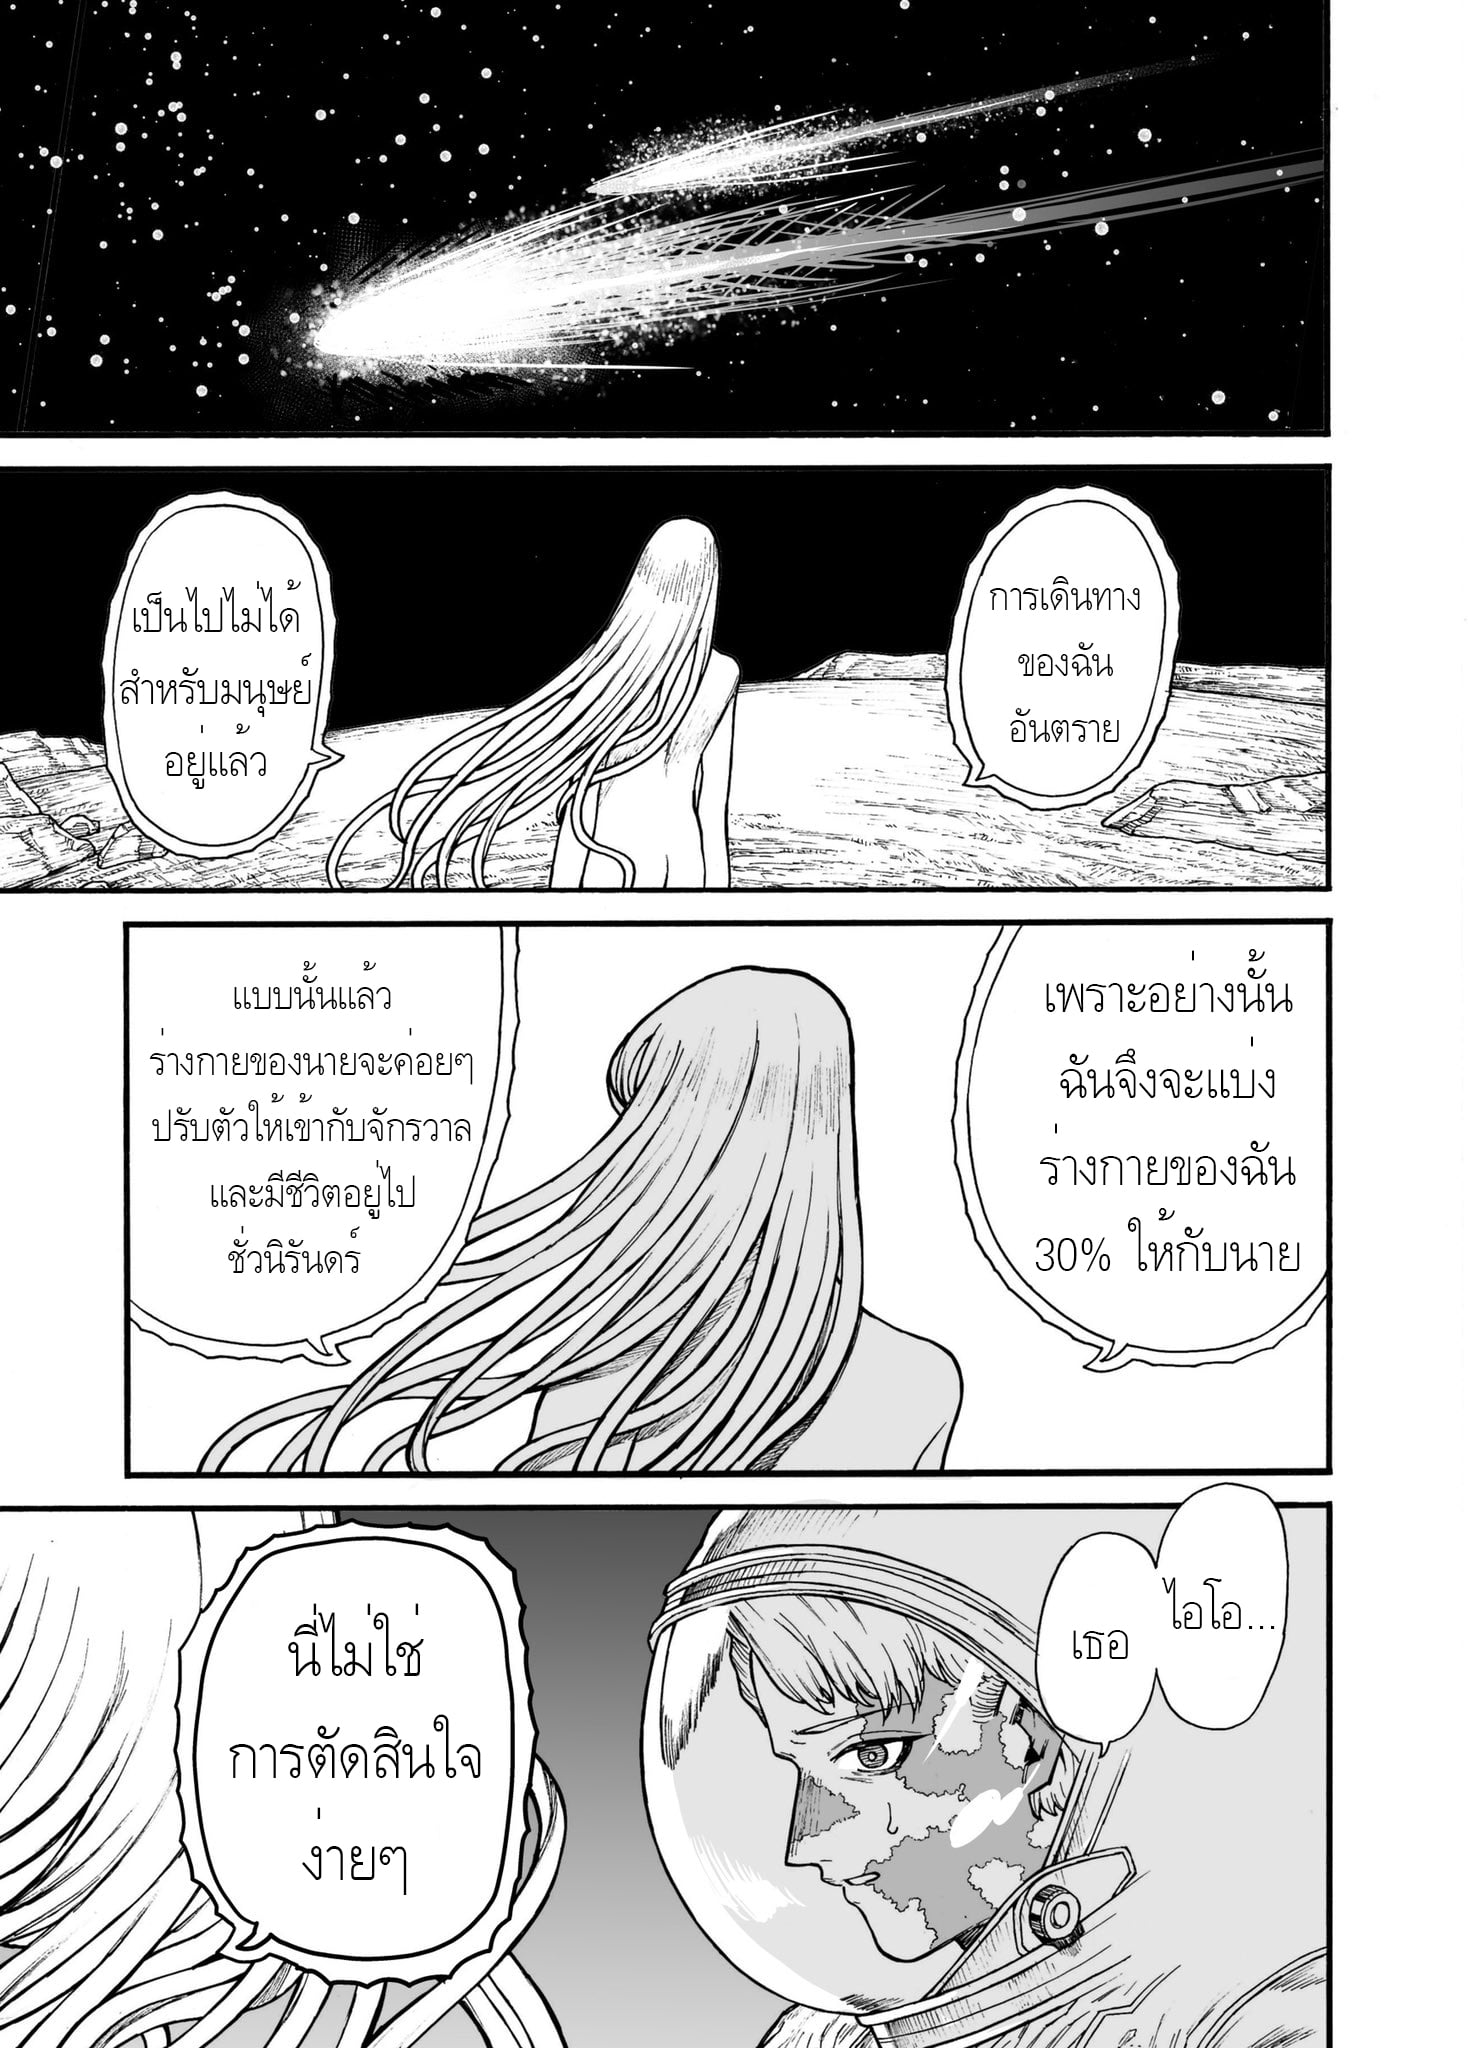 การเดินทาง
ของฉัน
อันตราย
เป็นไปไม่ได้
สำหรับมนุษย์
อยู่แล้ว
เพราะอย่างนั้น
ฉันจึงจะแบ่ง
ร่างกายของฉัน
30% ให้กับนาย
แบบนั้นแล้ว
ร่างกายของนายจะค่อยๆ
ปรับตัวให้เข้ากับจักรวาล
และมีชีวิตอยู่ไป
ชั่วนิรันดร์
ไอโอ...
เธอ
นี่ไม่ใช่
การตัดสินใจ
ง่ายๆ